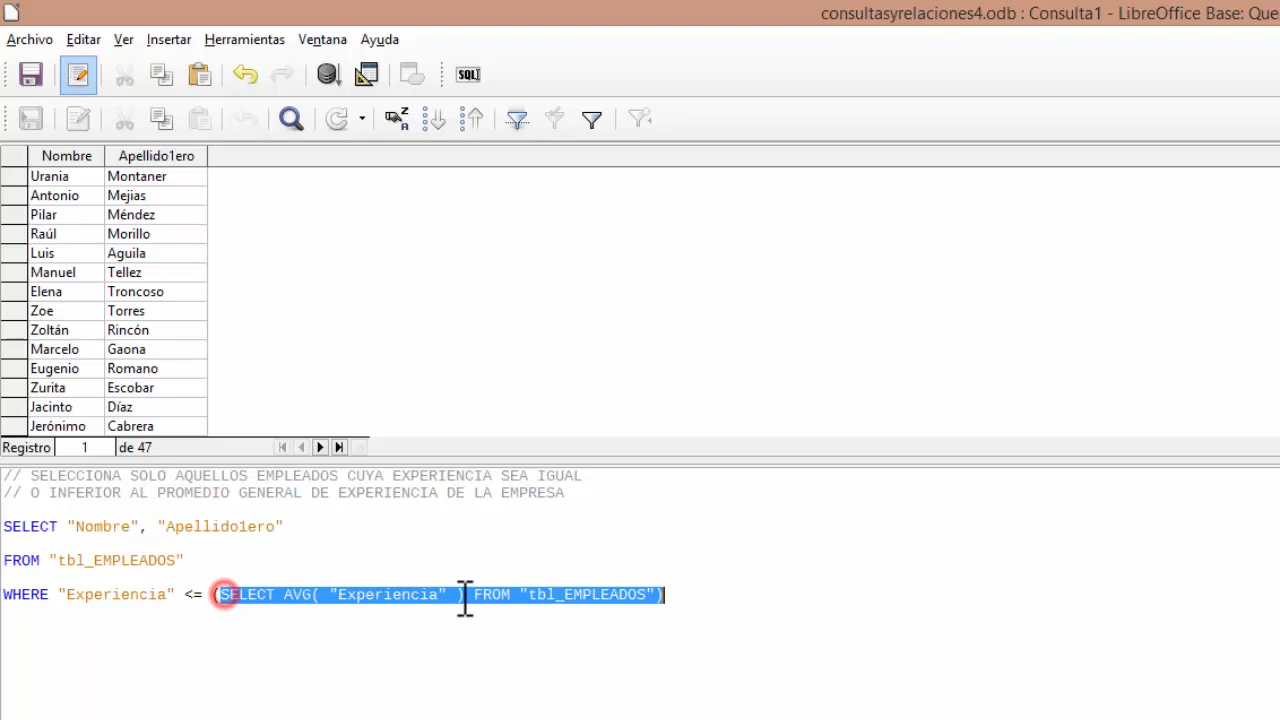 consultasyrelaciones4.odb : Consulta1 - LibreOffice Base: Que
Archivo Editar Ver Insertar Herramientas Ventana Ayuda
SQL
Z
A
Nombre Apellido1ero
Urania Montaner
Antonio Mejias
Pilar Méndez
Raúl Morillo
Luis Aguila
Manuel Tellez
Elena Troncoso
Zoe Torres
Zoltán Rincón
Marcelo Gaona
Eugenio Romano
Zurita Escobar
Jacinto Díaz
Jerónimo Cabrera
Registro 1 de 47
// SELECCIONA SOLO AQUELLOS EMPLEADOS CUYA EXPERIENCIA SEA IGUAL
// O INFERIOR AL PROMEDIO GENERAL DE EXPERIENCIA DE LA EMPRESA
SELECT "Nombre", "Apellido1ero"
FROM "tbl_EMPLEADOS"
WHERE "Experiencia" <= (SELECT AVG( "Experiencia" ) FROM "tbl_EMPLEADOS")